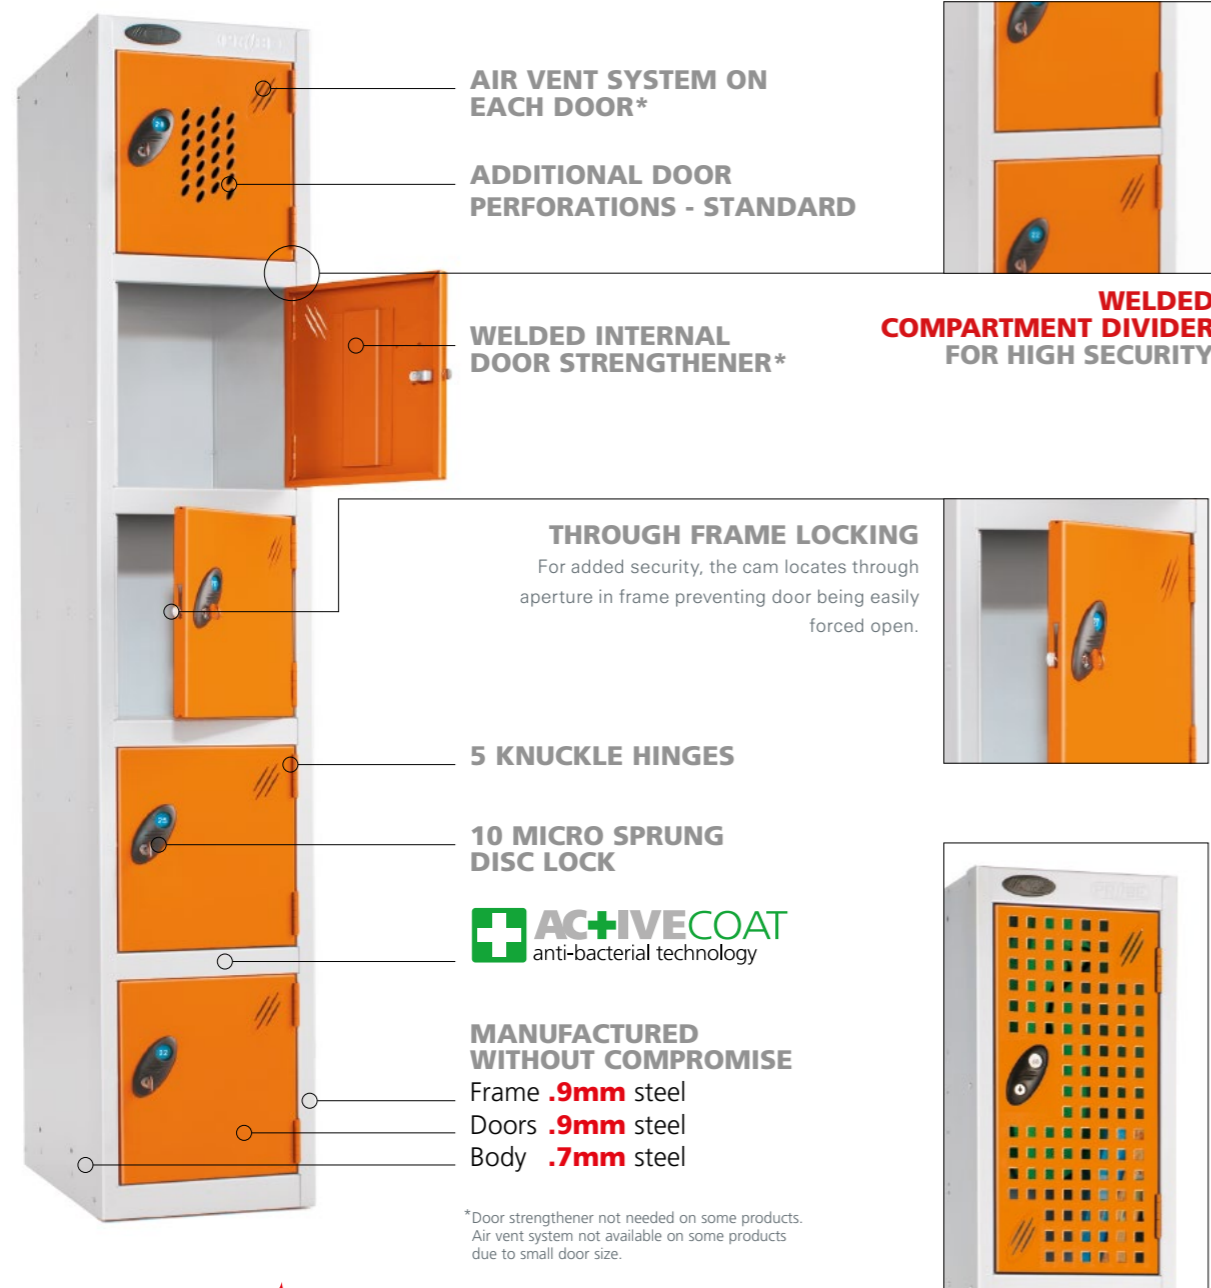 AIR VENT SYSTEM ON
EACH DOOR*
ADDITIONAL DOOR
PERFORATIONS - STANDARD
WELDED INTERNAL
DOOR STRENGTHENER*
WELDED
COMPARTMENT DIVIDER
FOR HIGH SECURITY
THROUGH FRAME LOCKING
For added security, the cam locates through
aperture in frame preventing door being easily
forced open.
5 KNUCKLE HINGES
10 MICRO SPRUNG
DISC LOCK
AC+IVECOAT
anti-bacterial technology
MANUFACTURED
WITHOUT COMPROMISE
Frame .9mm steel
Doors .9mm steel
Body .7mm steel
*Door strengthener not needed on some products.
Air vent system not available on some products
due to small door size.
25
32